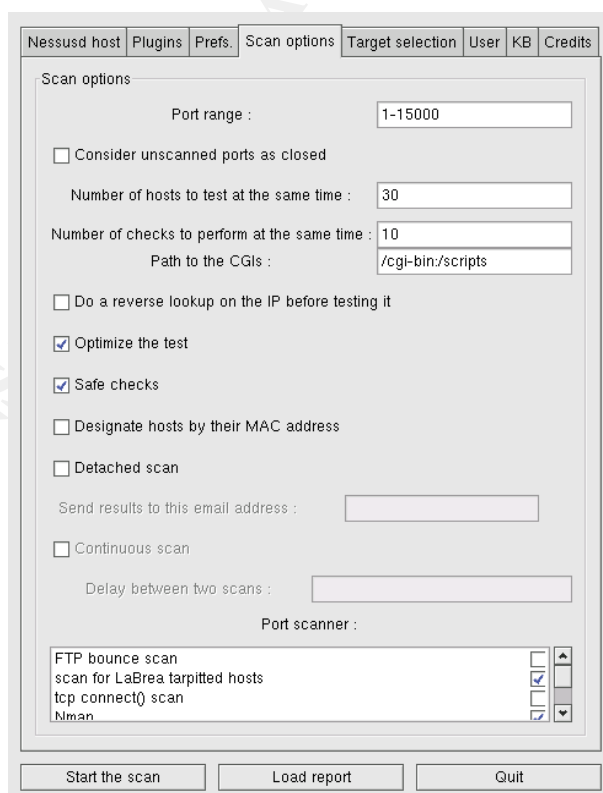 Nessusd host Plugins Prefs. Scan options Target selection User KB Credits
Scan options
Port range : 1-15000
Consider unscanned ports as closed
Number of hosts to test at the same time : 30
Number of checks to perform at the same time : 10
Path to the CGIs : /cgi-bin:/scripts
Do a reverse lookup on the IP before testing it
Optimize the test
Safe checks
Designate hosts by their MAC address
Detached scan
Send results to this email address :
Continuous scan
Delay between two scans :
Port scanner :
FTP bounce scan
scan for LaBrea tarpitted hosts
tcp connect() scan
Nmap
Start the scan Load report Quit